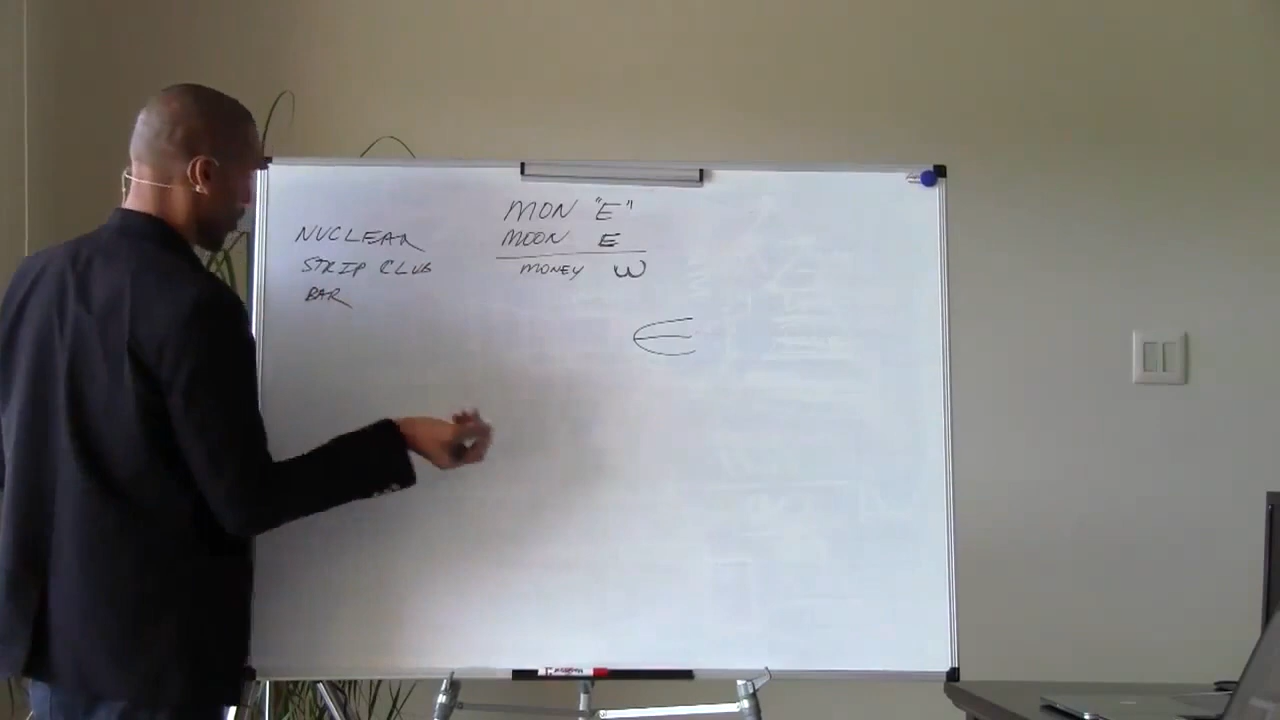 NUCLEAR
STRIP CLUB
BAR
MON "E"
MOON E
MONEY W
E